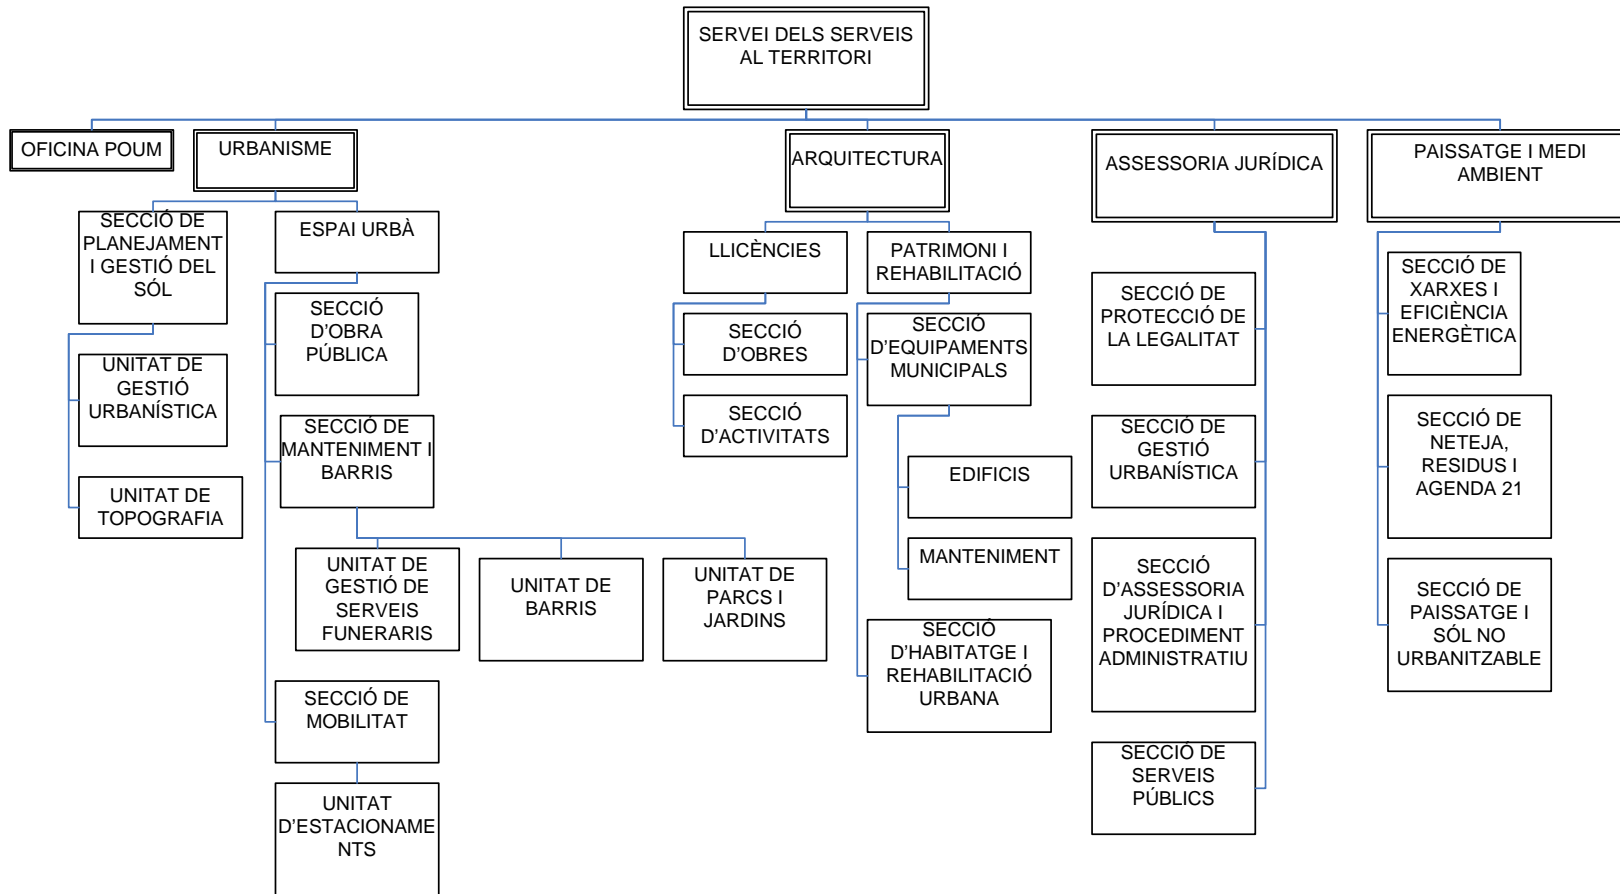 SERVEI DELS SERVEIS
AL TERRITORI
OFICINA POUM
URBANISME
ARQUITECTURA
ASSESSORIA JURÍDICA
PAISSATGE I MEDI
AMBIENT
SECCIÓ DE
PLANEJAMENT
I GESTIÓ DEL
SÓL
UNITAT DE
GESTIÓ
URBANÍSTICA
UNITAT DE
TOPOGRAFIA
ESPAI URBÀ
SECCIÓ
D'OBRA
PÚBLICA
SECCIÓ DE
MANTENIMENT I
BARRIS
UNITAT DE
GESTIÓ DE
SERVEIS
FUNERARIS
UNITAT DE
BARRIS
UNITAT DE
PARCS I
JARDINS
SECCIÓ DE
MOBILITAT
UNITAT
D'ESTACIONAME
NTS
LLICÈNCIES
SECCIÓ
D'OBRES
SECCIÓ
D'ACTIVITATS
PATRIMONI I
REHABILITACIÓ
SECCIÓ
D'EQUIPAMENTS
MUNICIPALS
EDIFICIS
MANTENIMENT
SECCIÓ
D'HABITATGE I
REHABILITACIÓ
URBANA
SECCIÓ DE
PROTECCIÓ DE
LA LEGALITAT
SECCIÓ DE
GESTIÓ
URBANÍSTICA
SECCIÓ
D'ASSESSORIA
JURÍDICA I
PROCEDIMENT
ADMINISTRATIU
SECCIÓ DE
SERVEIS
PÚBLICS
SECCIÓ DE
XARXES I
EFICIÈNCIA
ENERGÈTICA
SECCIÓ DE
NETEJA,
RESIDUS I
AGENDA 21
SECCIÓ DE
PAISSATGE I
SÓL NO
URBANITZABLE